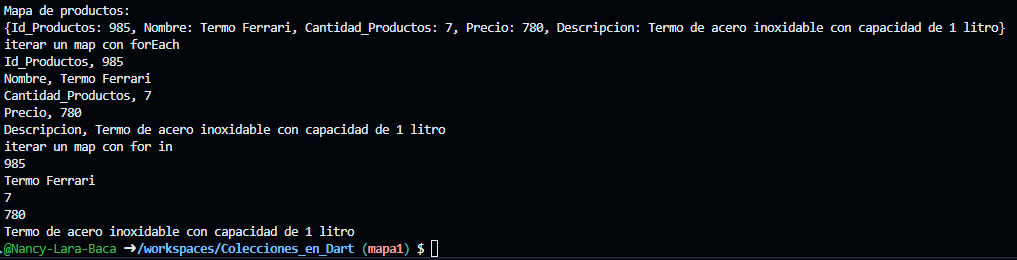 Mapa de productos:
{Id_Productos: 985, Nombre: Termo Ferrari, Cantidad_Productos: 7, Precio: 780, Descripcion: Termo de acero inoxidable con capacidad de 1 litro}
iterar un map con forEach
Id_Productos, 985
Nombre, Termo Ferrari
Cantidad_Productos, 7
Precio, 780
Descripcion, Termo de acero inoxidable con capacidad de 1 litro
iterar un map con for in
985
Termo Ferrari
7
780
Termo de acero inoxidable con capacidad de 1 litro
.@Nancy-Lara-Baca ➜/workspaces/Colecciones_en_Dart (mapa1) $